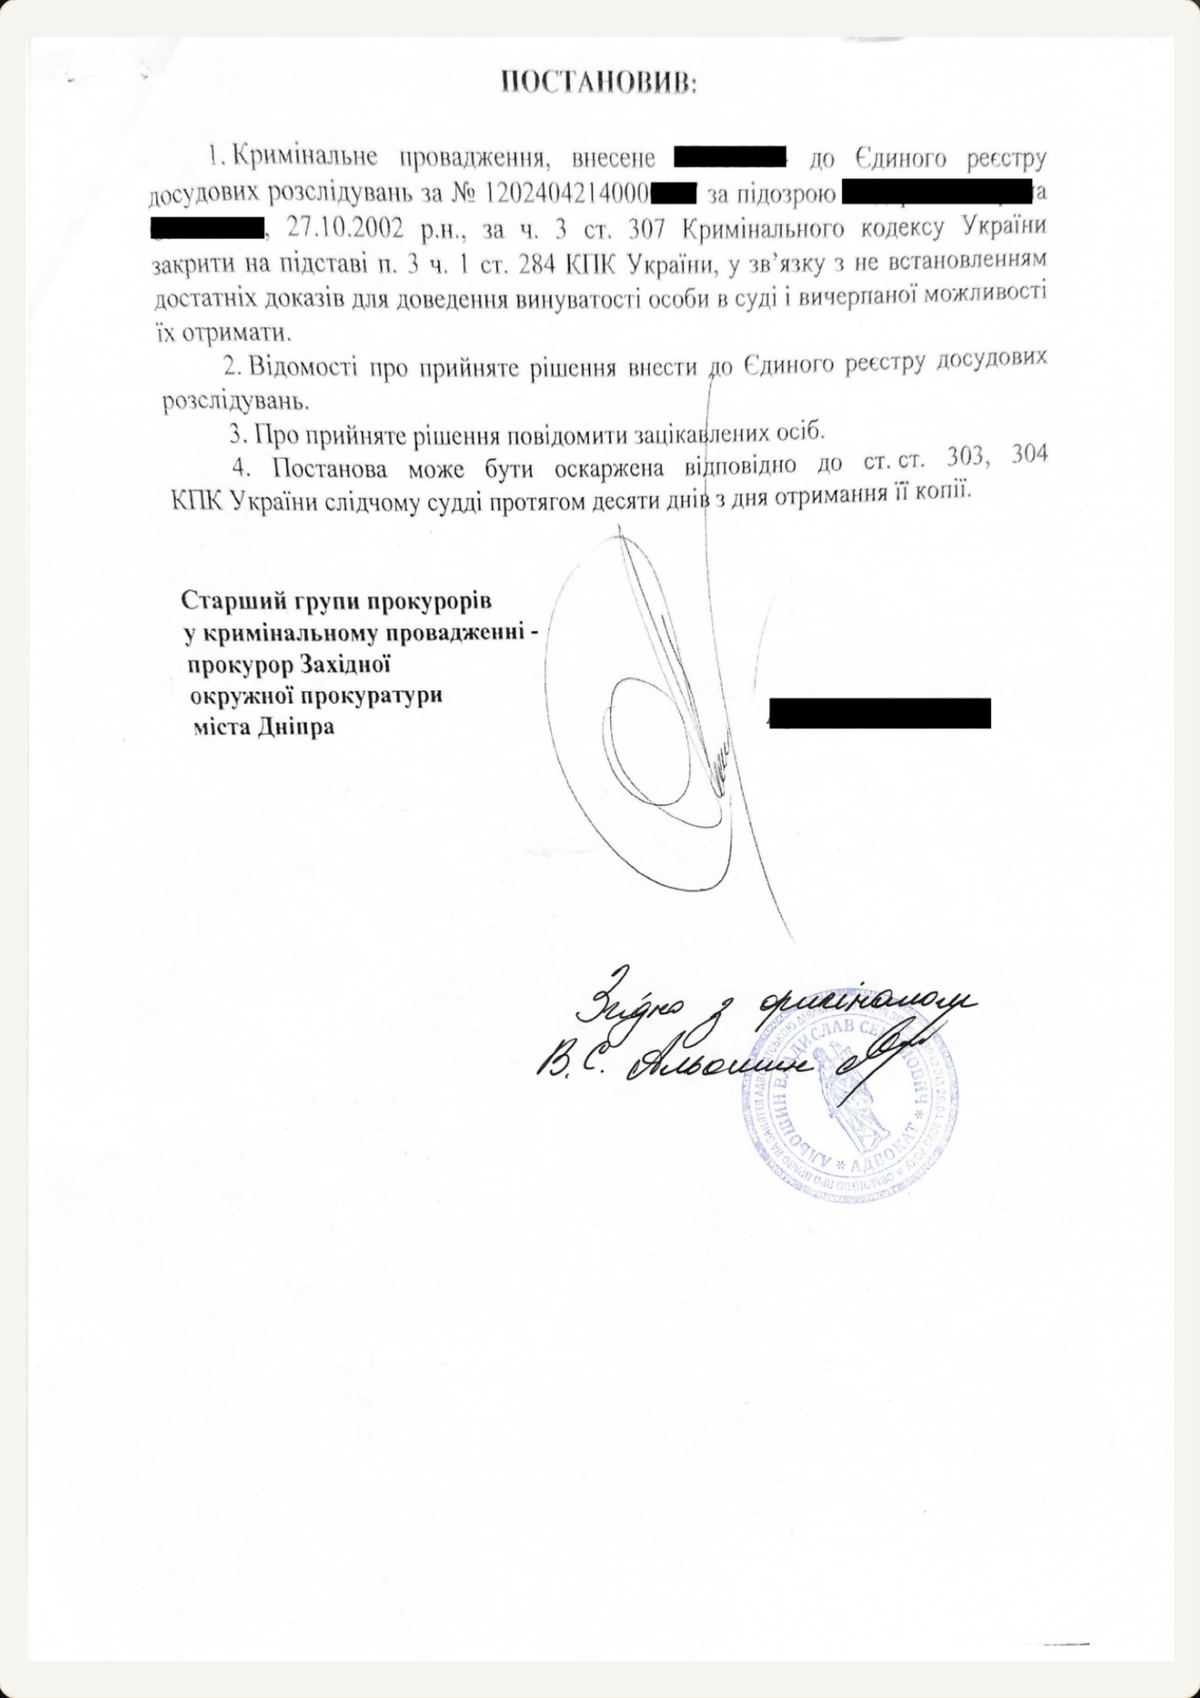 ПОСТАНОВИВ:
1. Кримінальне провадження, внесене до Єдиного реєстру
досудових розслідувань за № 1202404214000 за підозрою а
, 27.10.2002 р.н., за ч. 3 ст. 307 Кримінального кодексу України
закрити на підставі п. 3 ч. 1 ст. 284 КПК України, у зв’язку з не встановленням
достатніх доказів для доведення винуватості особи в суді і вичерпаної можливості
їх отримати.
2. Відомості про прийняте рішення внести до Єдиного реєстру досудових
розслідувань.
3. Про прийняте рішення повідомити зацікавлених осіб.
4. Постанова може бути оскаржена відповідно до ст. ст. 303, 304
КПК України слідчому судді протягом десяти днів з дня отримання її копії.
Старший групи прокурорів
у кримінальному провадженні -
прокурор Західної
окружної прокуратури
міста Дніпра
Згідно з оригіналом
В. С. Альошин
АЛЬОШИН ВЛАДИСЛАВ
* АДВОКАТ *